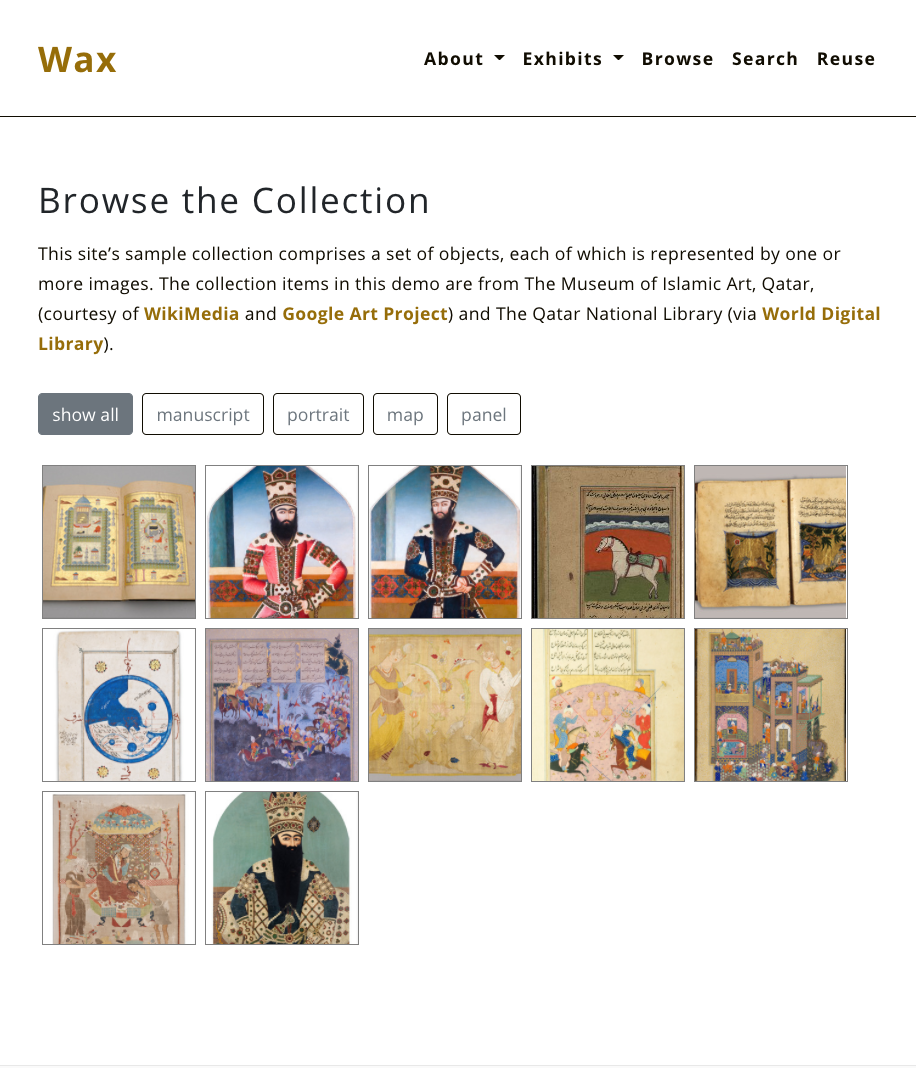 Wax
About Exhibits Browse Search Reuse
Browse the Collection
This site’s sample collection comprises a set of objects, each of which is represented by one or
more images. The collection items in this demo are from The Museum of Islamic Art, Qatar,
(courtesy of WikiMedia and Google Art Project) and The Qatar National Library (via World Digital
Library).
show all manuscript portrait map panel